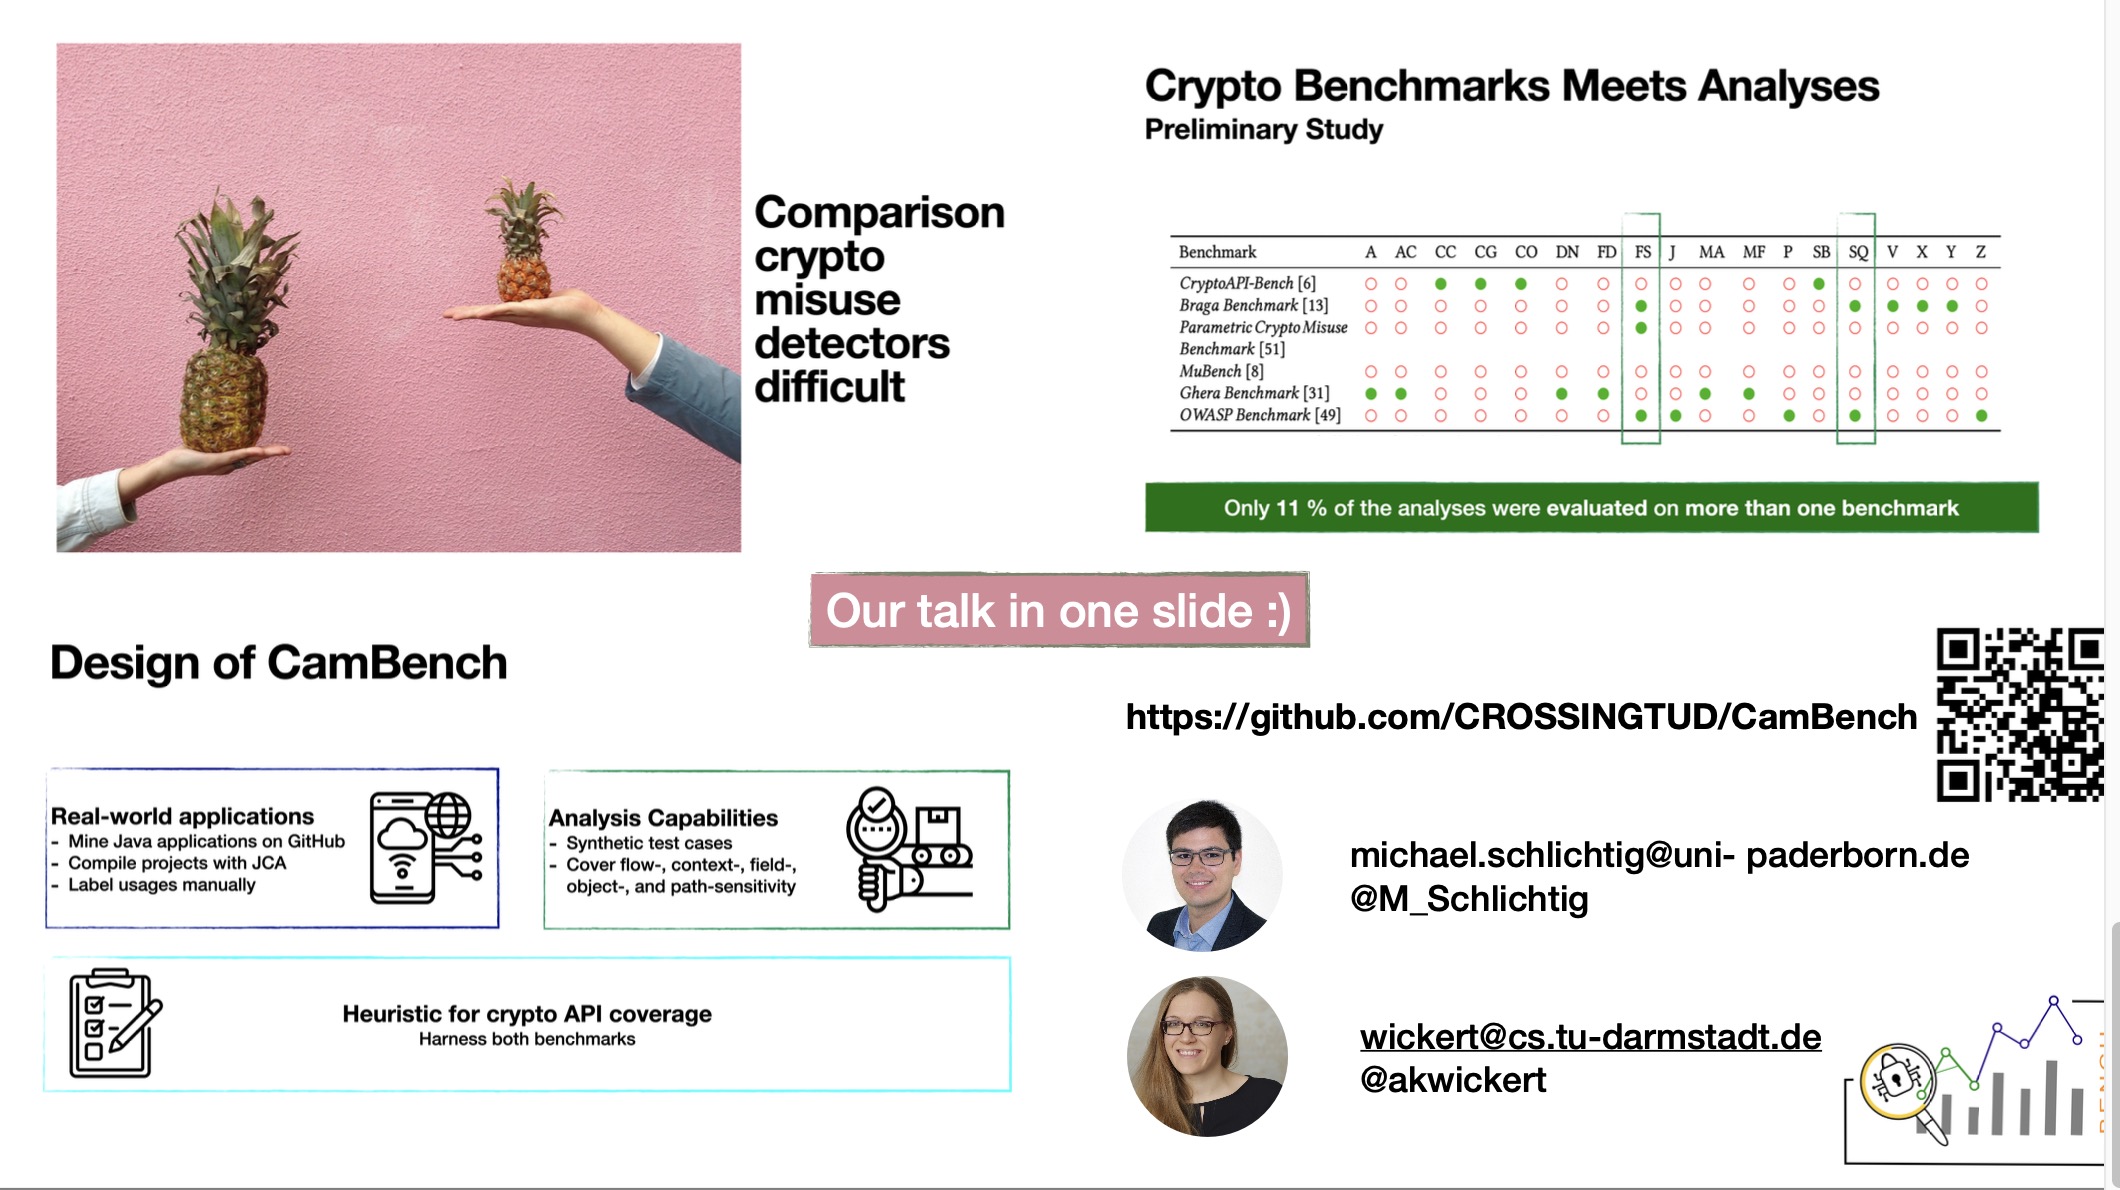 Comparison
crypto
misuse
detectors
difficult
Crypto Benchmarks Meets Analyses
Preliminary Study
Benchmark A AC CC CG CO DN FD FS J MA MF P SB SQ V X Y Z
CryptoAPI-Bench [6]
Braga Benchmark [13]
Parametric Crypto Misuse
Benchmark [51]
MuBench [8]
Ghera Benchmark [31]
OWASP Benchmark [49]
Only 11 % of the analyses were evaluated on more than one benchmark
Our talk in one slide :)
Design of CamBench
Real-world applications
- Mine Java applications on GitHub
- Compile projects with JCA
- Label usages manually
Analysis Capabilities
- Synthetic test cases
- Cover flow-, context-, field-,
object-, and path-sensitivity
Heuristic for crypto API coverage
Harness both benchmarks
https://github.com/CROSSINGTUD/CamBench
michael.schlichtig@uni- paderborn.de
@M_Schlichtig
wickert@cs.tu-darmstadt.de
@akwickert